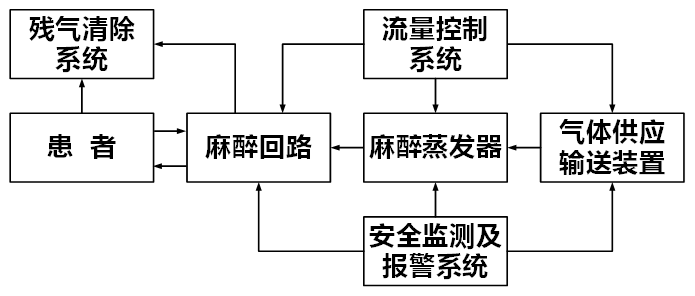 残气清除
系统
流量控制
系统
患 者
麻醉回路
麻醉蒸发器
气体供应
输送装置
安全监测及
报警系统